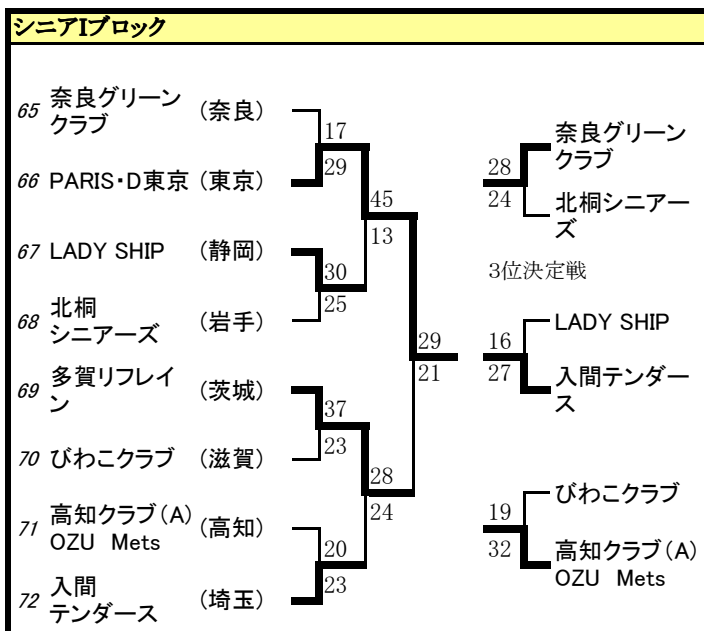 シニアIブロック
65 奈良グリーン
クラブ (奈良)
17
29
66 PARIS・D東京 (東京)
45
13
67 LADY SHIP (静岡)
30
25
68 北桐
シニアーズ (岩手)
29
21
69 多賀リフレイ
ン (茨城)
37
23
70 びわこクラブ (滋賀)
28
24
71 高知クラブ(A)
OZU Mets (高知)
20
23
72 入間
テンダース (埼玉)
奈良グリーン
クラブ
28
24
北桐シニアー
ズ
3位決定戦
LADY SHIP
16
27
入間テンダー
ス
びわこクラブ
19
32
高知クラブ(A)
OZU Mets